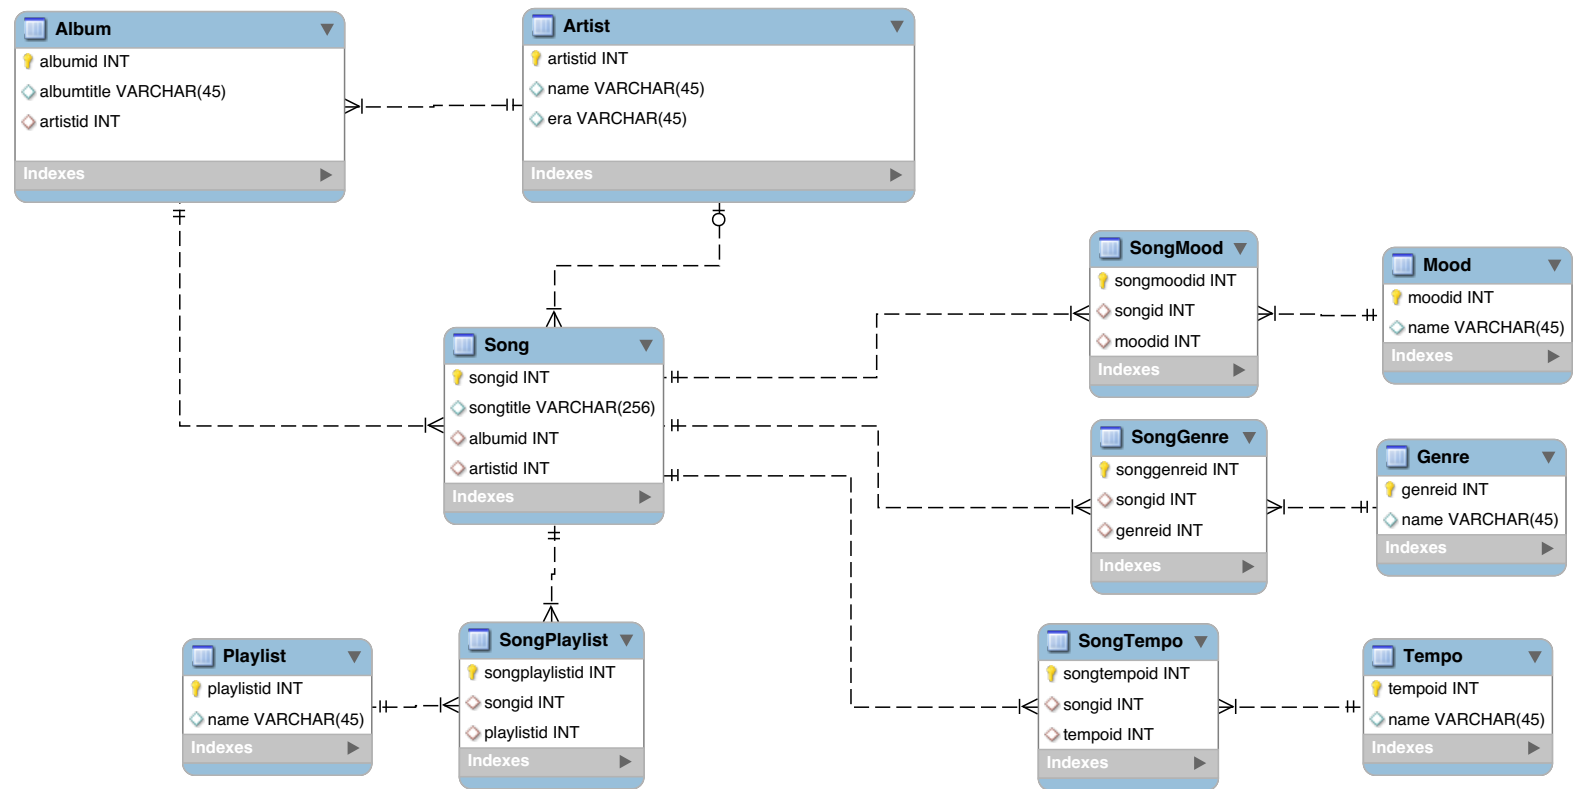 Album
albumid INT
albumtitle VARCHAR(45)
artistid INT
Indexes
Artist
artistid INT
name VARCHAR(45)
era VARCHAR(45)
Indexes
SongMood
songmoodid INT
songid INT
moodid INT
Indexes
Mood
moodid INT
name VARCHAR(45)
Indexes
Song
songid INT
songtitle VARCHAR(256)
albumid INT
artistid INT
Indexes
SongGenre
songgenreid INT
songid INT
genreid INT
Indexes
Genre
genreid INT
name VARCHAR(45)
Indexes
Playlist
playlistid INT
name VARCHAR(45)
Indexes
SongPlaylist
songplaylistid INT
songid INT
playlistid INT
Indexes
SongTempo
songtempoid INT
songid INT
tempoid INT
Indexes
Tempo
tempoid INT
name VARCHAR(45)
Indexes